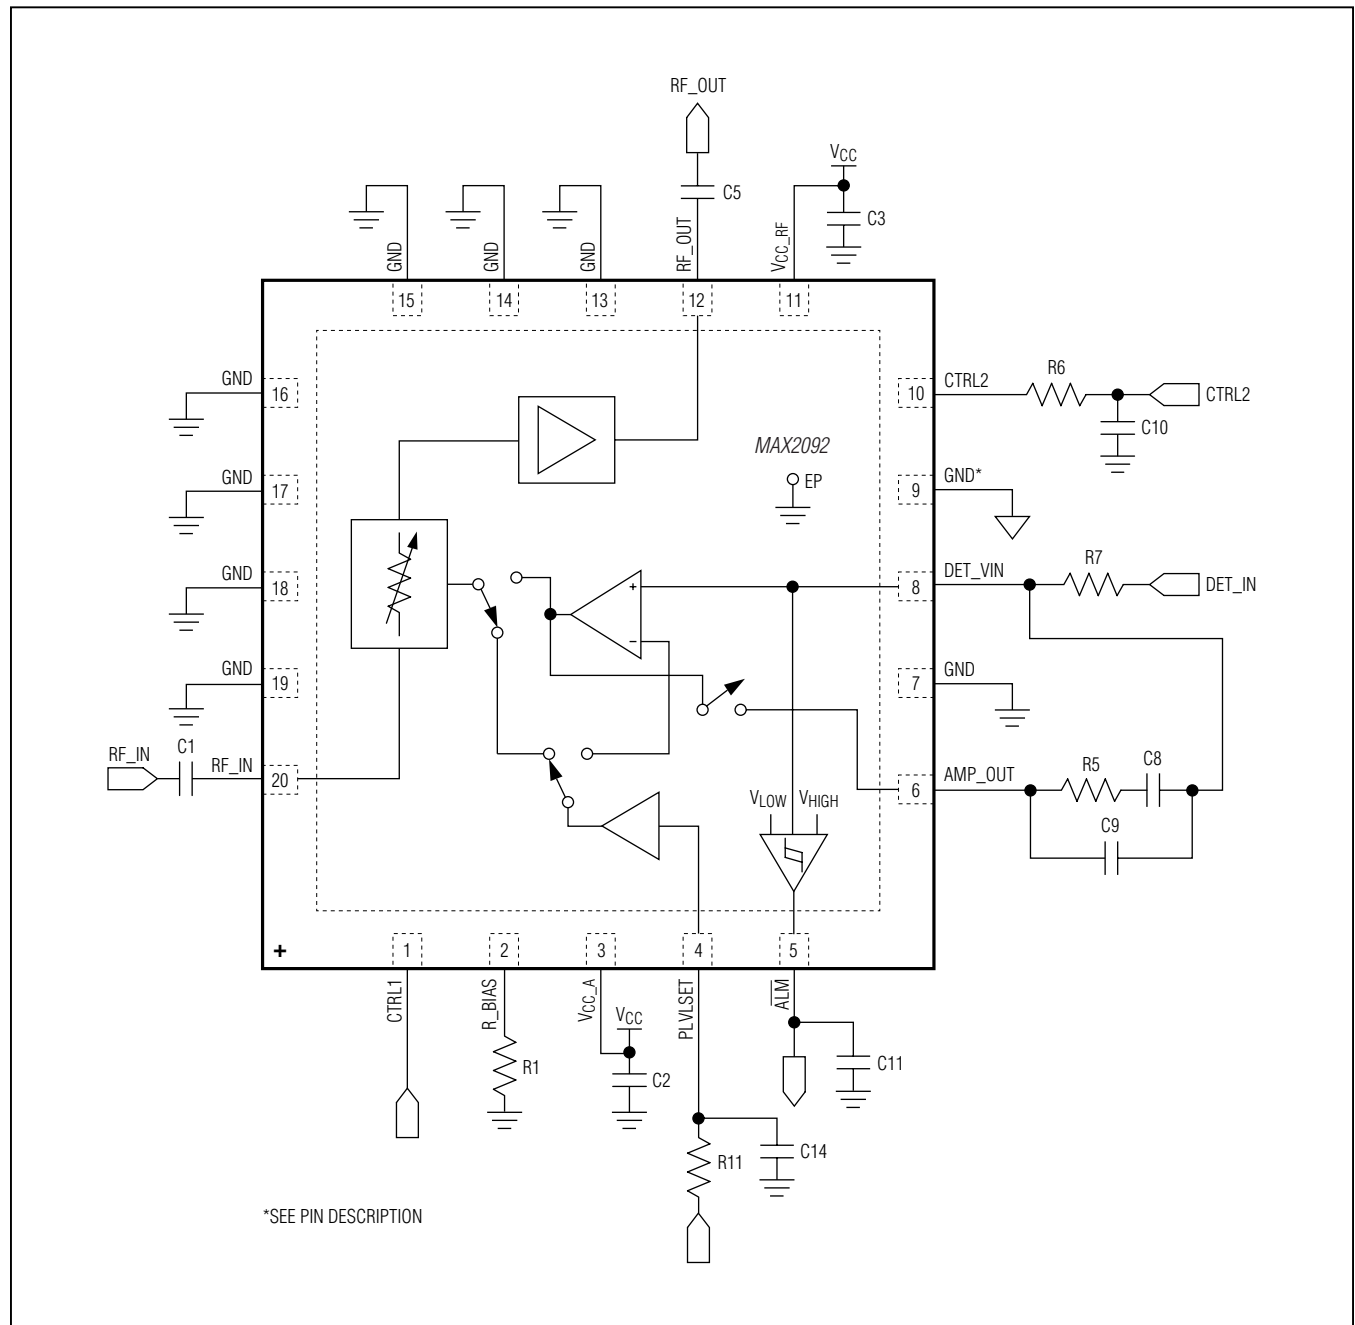 RF_OUT
VCC
C5
C3
GND
GND
GND
RF_OUT
VCC_RF
15
14
13
12
11
GND
16
10
CTRL2
R6
CTRL2
C10
MAX2092
EP
GND
17
9
GND*
GND
18
+
8
DET_VIN
R7
DET_IN
−
GND
19
7
GND
RF_IN
C1
RF_IN
20
6
AMP_OUT
R5
C8
C9
VLOW
VHIGH
+
1
2
3
4
5
CTRL1
R_BIAS
VCC_A
PLVLSET
ALM
VCC
R1
C2
C11
R11
C14
*SEE PIN DESCRIPTION